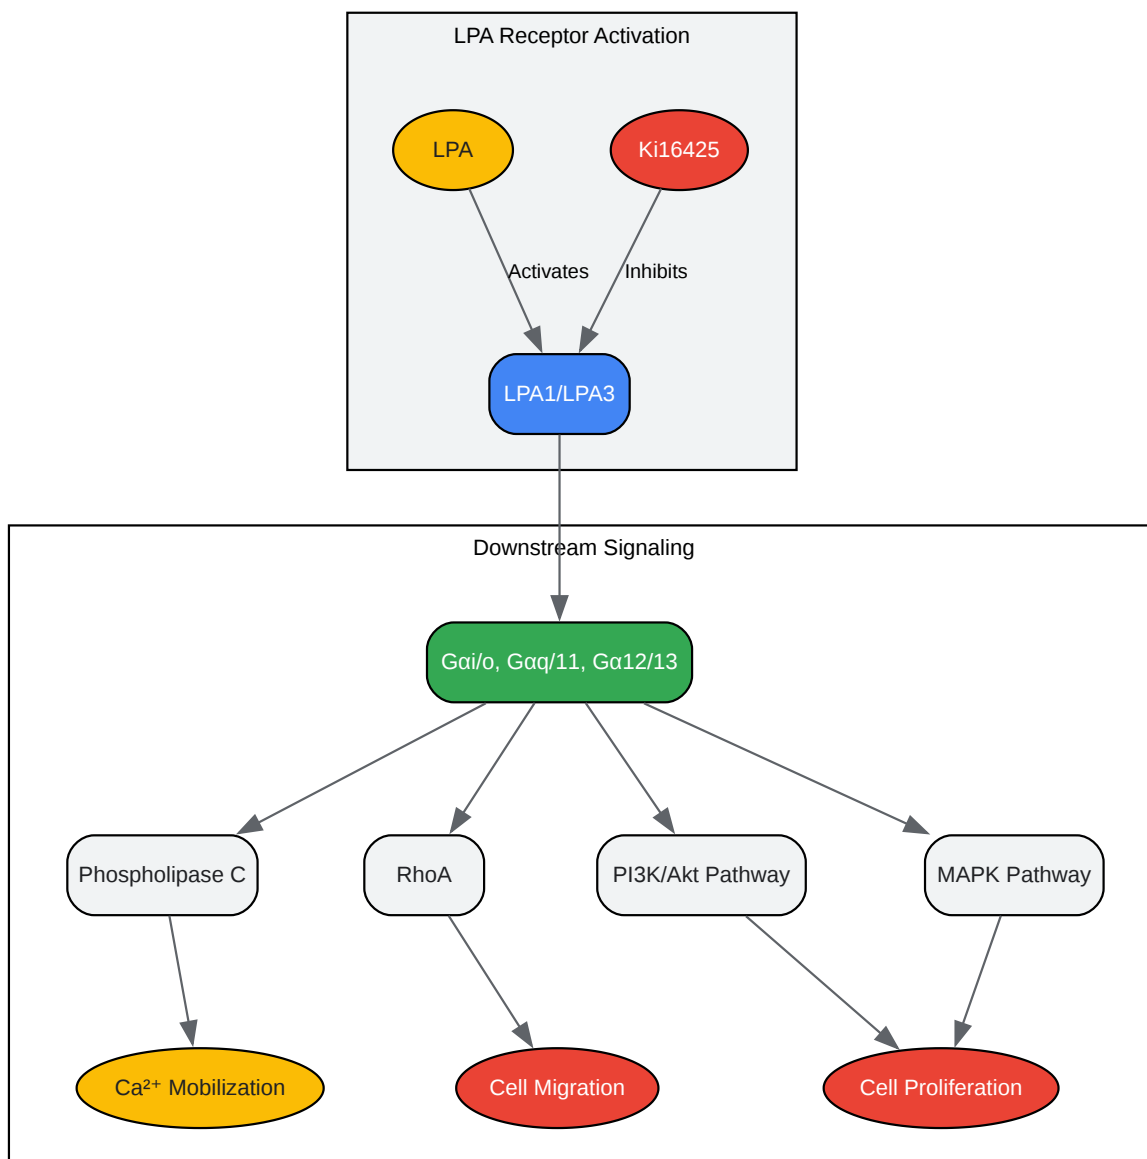 LPA Receptor Activation
LPA
Ki16425
Activates
Inhibits
LPA1/LPA3
Downstream Signaling
Gαi/o, Gαq/11, Gα12/13
Phospholipase C
RhoA
PI3K/Akt Pathway
MAPK Pathway
Ca²⁺ Mobilization
Cell Migration
Cell Proliferation